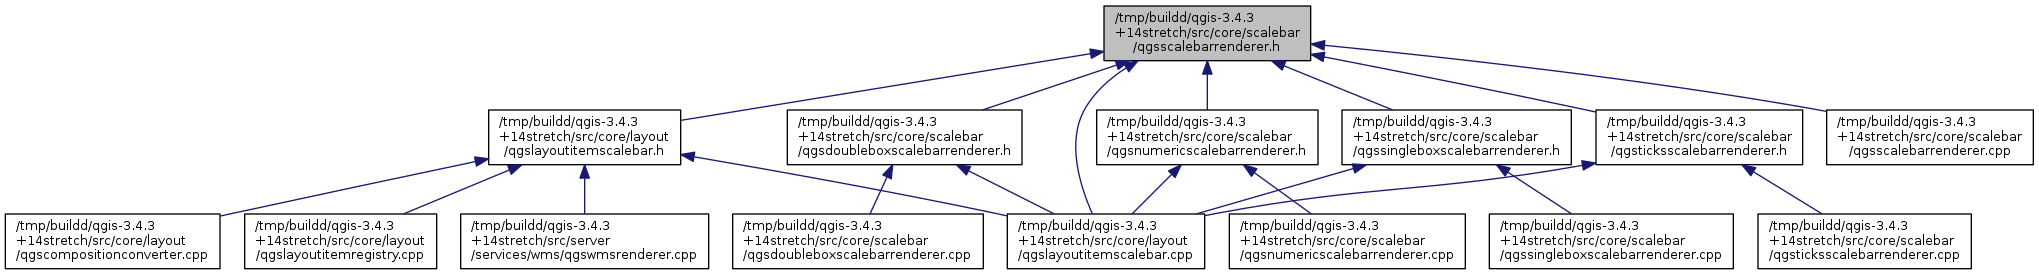 /tmp/buildd/qgis-3.4.3
+14stretch/src/core/scalebar
/qgsscalebarrenderer.h
/tmp/buildd/qgis-3.4.3
+14stretch/src/core/layout
/qgslayoutitemscalebar.h
/tmp/buildd/qgis-3.4.3
+14stretch/src/core/scalebar
/qgsdoubleboxscalebarrenderer.h
/tmp/buildd/qgis-3.4.3
+14stretch/src/core/scalebar
/qgsnumericscalebarrenderer.h
/tmp/buildd/qgis-3.4.3
+14stretch/src/core/scalebar
/qgssingleboxscalebarrenderer.h
/tmp/buildd/qgis-3.4.3
+14stretch/src/core/scalebar
/qgsticksscalebarrenderer.h
/tmp/buildd/qgis-3.4.3
+14stretch/src/core/scalebar
/qgsscalebarrenderer.cpp
/tmp/buildd/qgis-3.4.3
+14stretch/src/core/layout
/qgscompositionconverter.cpp
/tmp/buildd/qgis-3.4.3
+14stretch/src/core/layout
/qgslayoutitemregistry.cpp
/tmp/buildd/qgis-3.4.3
+14stretch/src/server
/services/wms/qgswmsrenderer.cpp
/tmp/buildd/qgis-3.4.3
+14stretch/src/core/scalebar
/qgsdoubleboxscalebarrenderer.cpp
/tmp/buildd/qgis-3.4.3
+14stretch/src/core/layout
/qgslayoutitemscalebar.cpp
/tmp/buildd/qgis-3.4.3
+14stretch/src/core/scalebar
/qgsnumericscalebarrenderer.cpp
/tmp/buildd/qgis-3.4.3
+14stretch/src/core/scalebar
/qgssingleboxscalebarrenderer.cpp
/tmp/buildd/qgis-3.4.3
+14stretch/src/core/scalebar
/qgsticksscalebarrenderer.cpp